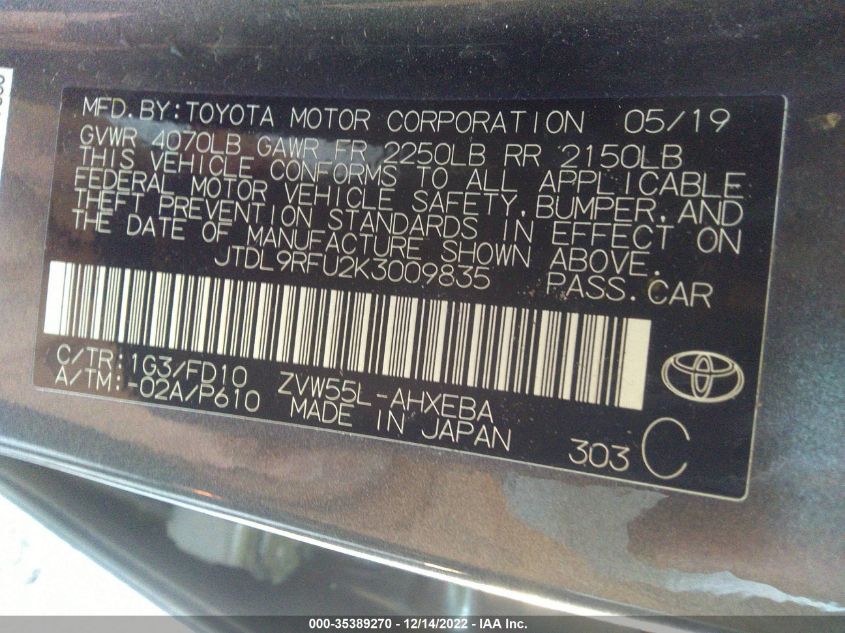 MFD.BY:TOYOTA MOTOR CORPORATION 05/19
GVWR 4070LB GAWR FR 2250LB RR 2150LB
THIS VEHICLE CONFORMS TO ALL APPLICABLE
FEDERAL MOTOR VEHICLE SAFETY,BUMPER,AND
THEFT PREVENTION STANDARDS IN EFFECT ON
THE DATE OF MANUFACTURE SHOWN ABOVE.
JTDL9RFU2K3009835 PASS.CAR
C/TR:1G3/FD10 ZVW55L-AHXEBA
A/TM:-02A/P610 MADE IN JAPAN
303 C
000-35389270 - 12/14/2022 - IAA Inc.